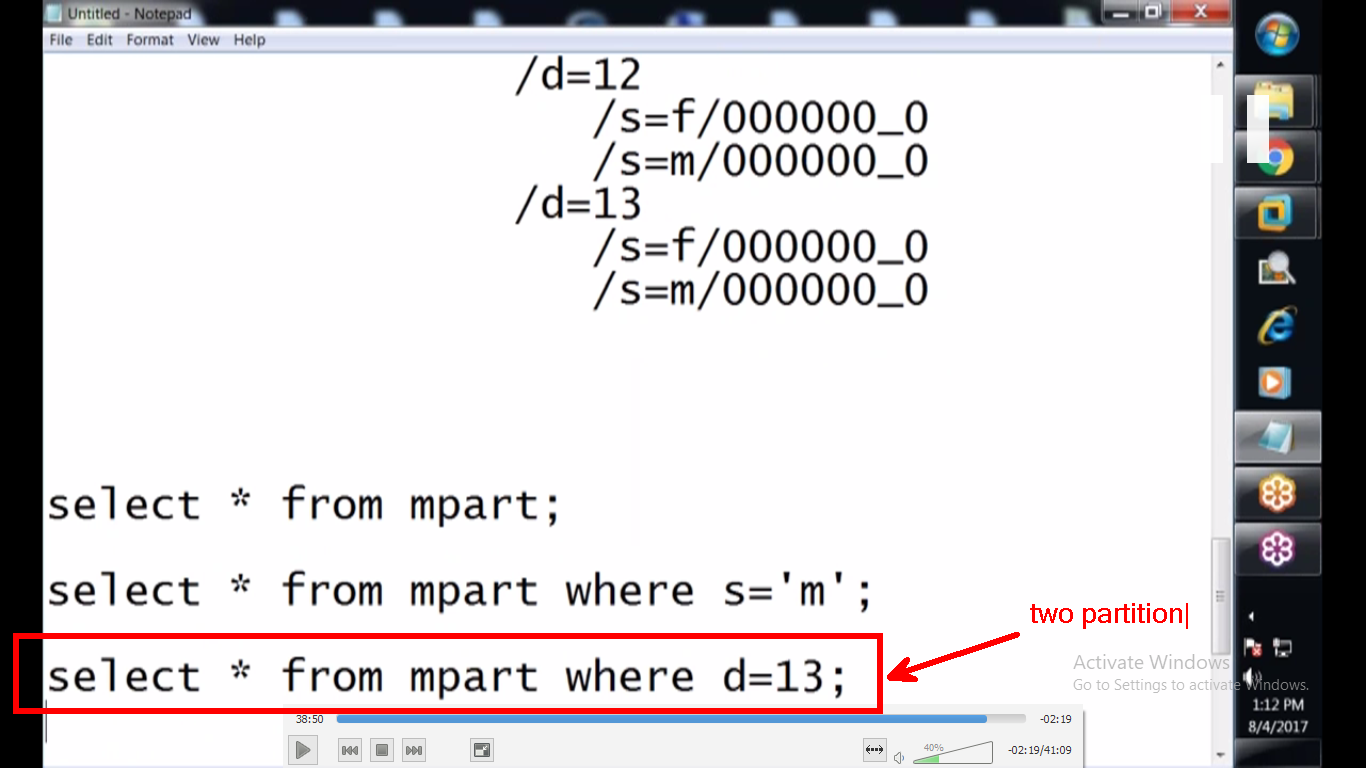 Untitled - Notepad
File Edit Format View Help
/d=12
/s=f/000000_0
/s=m/000000_0
/d=13
/s=f/000000_0
/s=m/000000_0
select * from mpart;
select * from mpart where s='m';
two partition
select * from mpart where d=13;
Activate Windows
Go to Settings to activate Windows.
38:50
-02:19
40%
-02:19/41:09
1:12 PM
8/4/2017